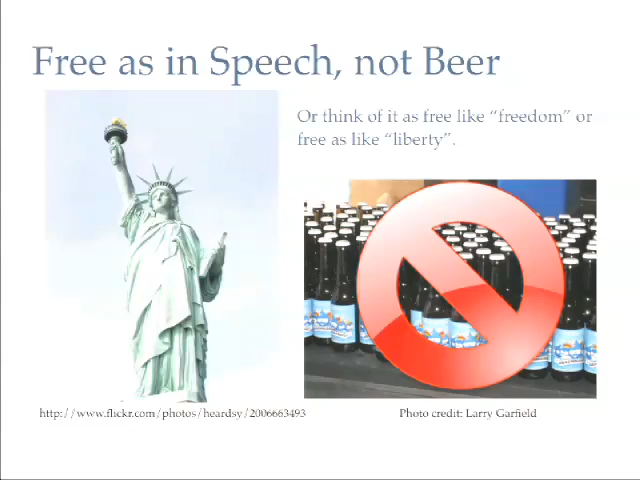 Free as in Speech, not Beer
Or think of it as free like “freedom” or
free as like “liberty”.
http://www.flickr.com/photos/heardsy/2006663493
Photo credit: Larry Garfield